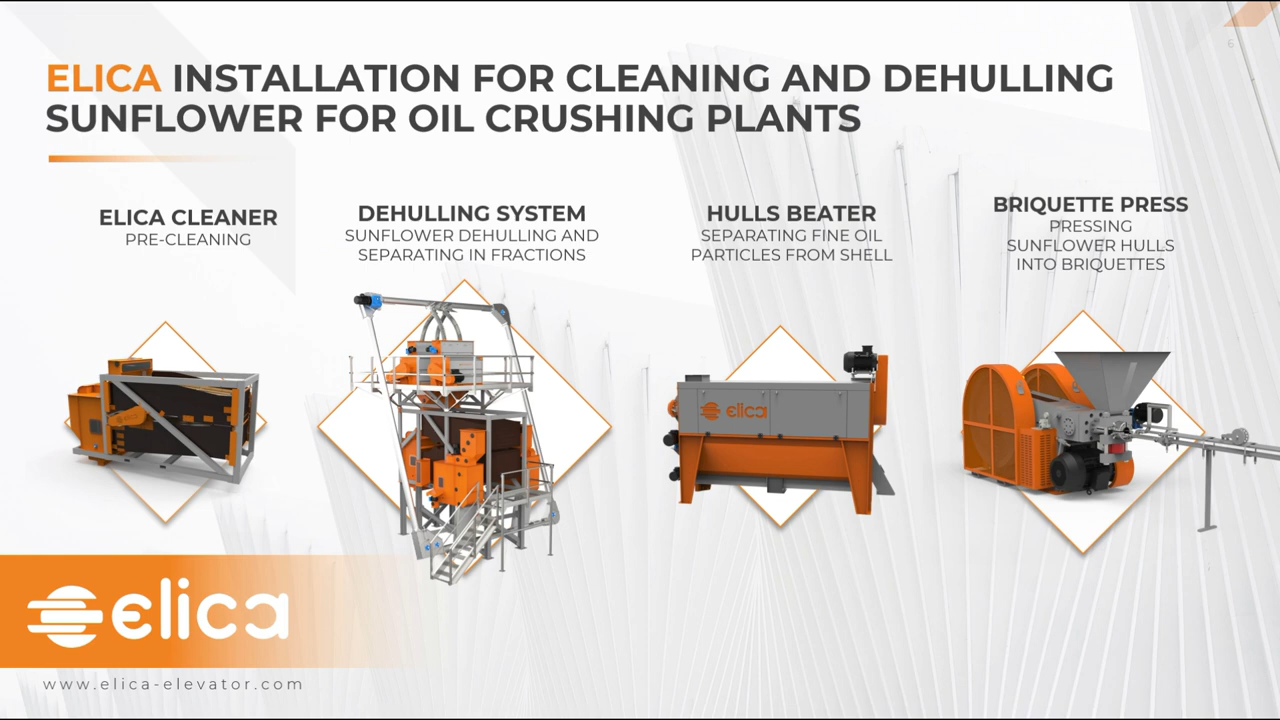 6
ELICA INSTALLATION FOR CLEANING AND DEHULLING
SUNFLOWER FOR OIL CRUSHING PLANTS
ELICA CLEANER
PRE-CLEANING
DEHULLING SYSTEM
SUNFLOWER DEHULLING AND
SEPARATING IN FRACTIONS
HULLS BEATER
SEPARATING FINE OIL
PARTICLES FROM SHELL
BRIQUETTE PRESS
PRESSING
SUNFLOWER HULLS
INTO BRIQUETTES
elica
elica
www.elica-elevator.com